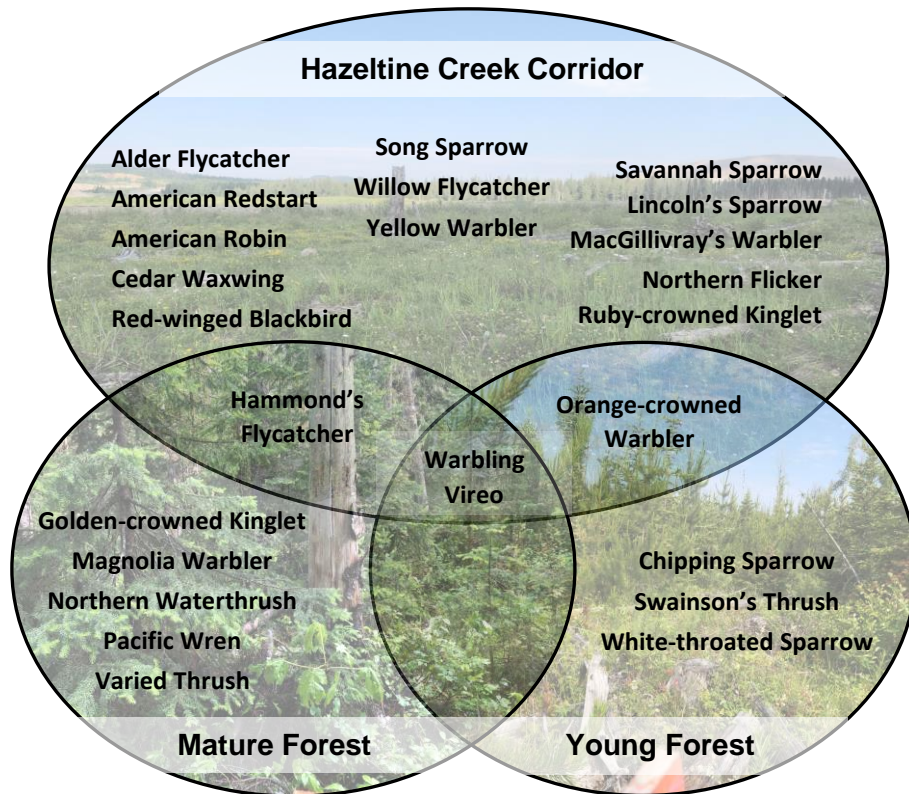 Hazeltine Creek Corridor
Alder Flycatcher
American Redstart
American Robin
Cedar Waxwing
Red-winged Blackbird
Song Sparrow
Willow Flycatcher
Yellow Warbler
Savannah Sparrow
Lincoln’s Sparrow
MacGillivray’s Warbler
Northern Flicker
Ruby-crowned Kinglet
Hammond’s
Flycatcher
Warbling
Vireo
Orange-crowned
Warbler
Golden-crowned Kinglet
Magnolia Warbler
Northern Waterthrush
Pacific Wren
Varied Thrush
Chipping Sparrow
Swainson’s Thrush
White-throated Sparrow
Mature Forest
Young Forest